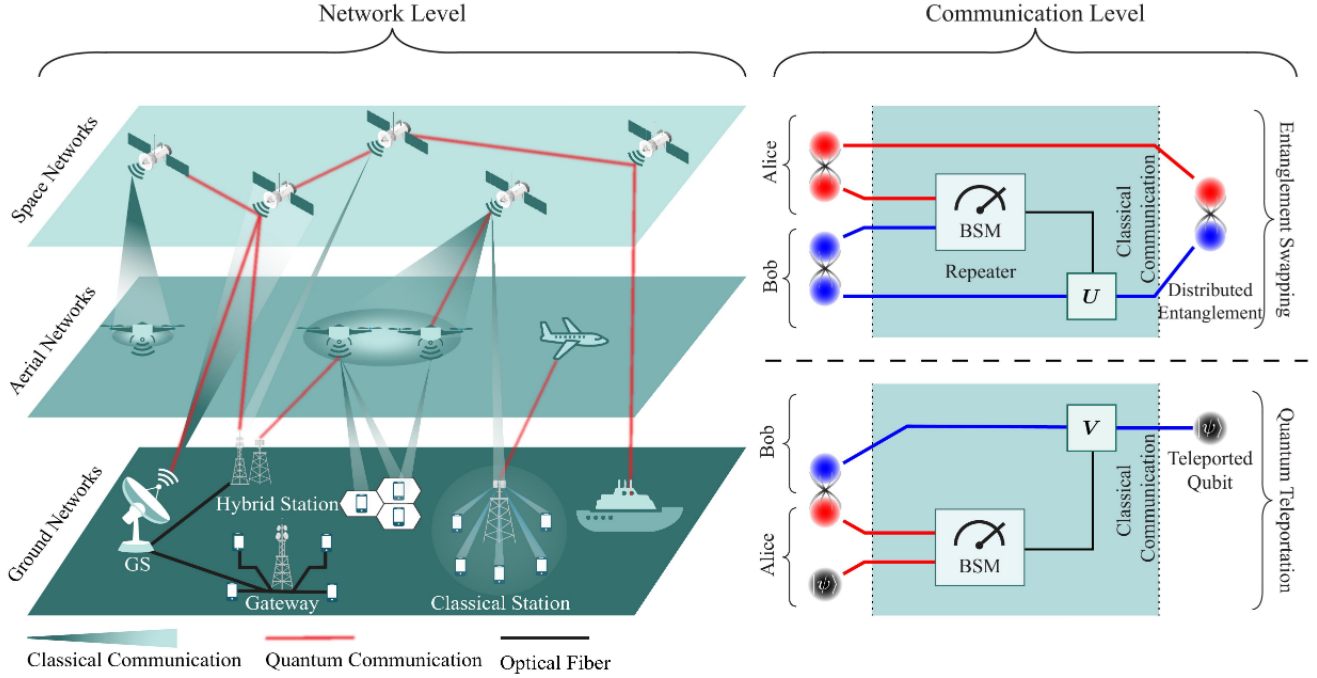 Network Level
Communication Level
Space Networks
Aerial Networks
Ground Networks
Hybrid Station
GS
Gateway
Classical Station
Classical Communication
Quantum Communication
Optical Fiber
Alice
Bob
BSM
Repeater
U
Classical
Communication
Distributed
Entanglement
Entanglement Swapping
Bob
Alice
|ψ⟩
BSM
V
Classical
Communication
|ψ⟩
Teleported
Qubit
Quantum Teleportation